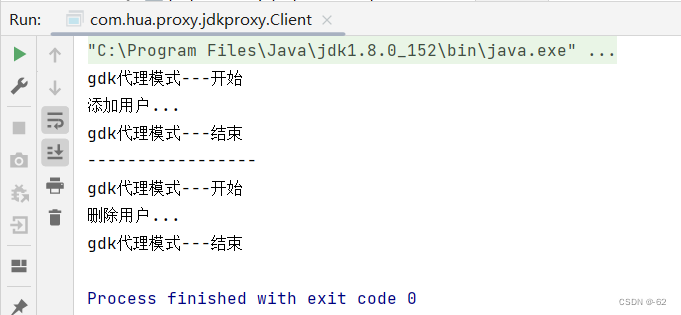 Run: com.hua.proxy.jdkproxy.Client ×
"C:\Program Files\Java\jdk1.8.0_152\bin\java.exe" ...
gdk代理模式---开始
添加用户...
gdk代理模式---结束
-----------------
gdk代理模式---开始
删除用户...
gdk代理模式---结束
Process finished with exit code 0
CSDN @-62